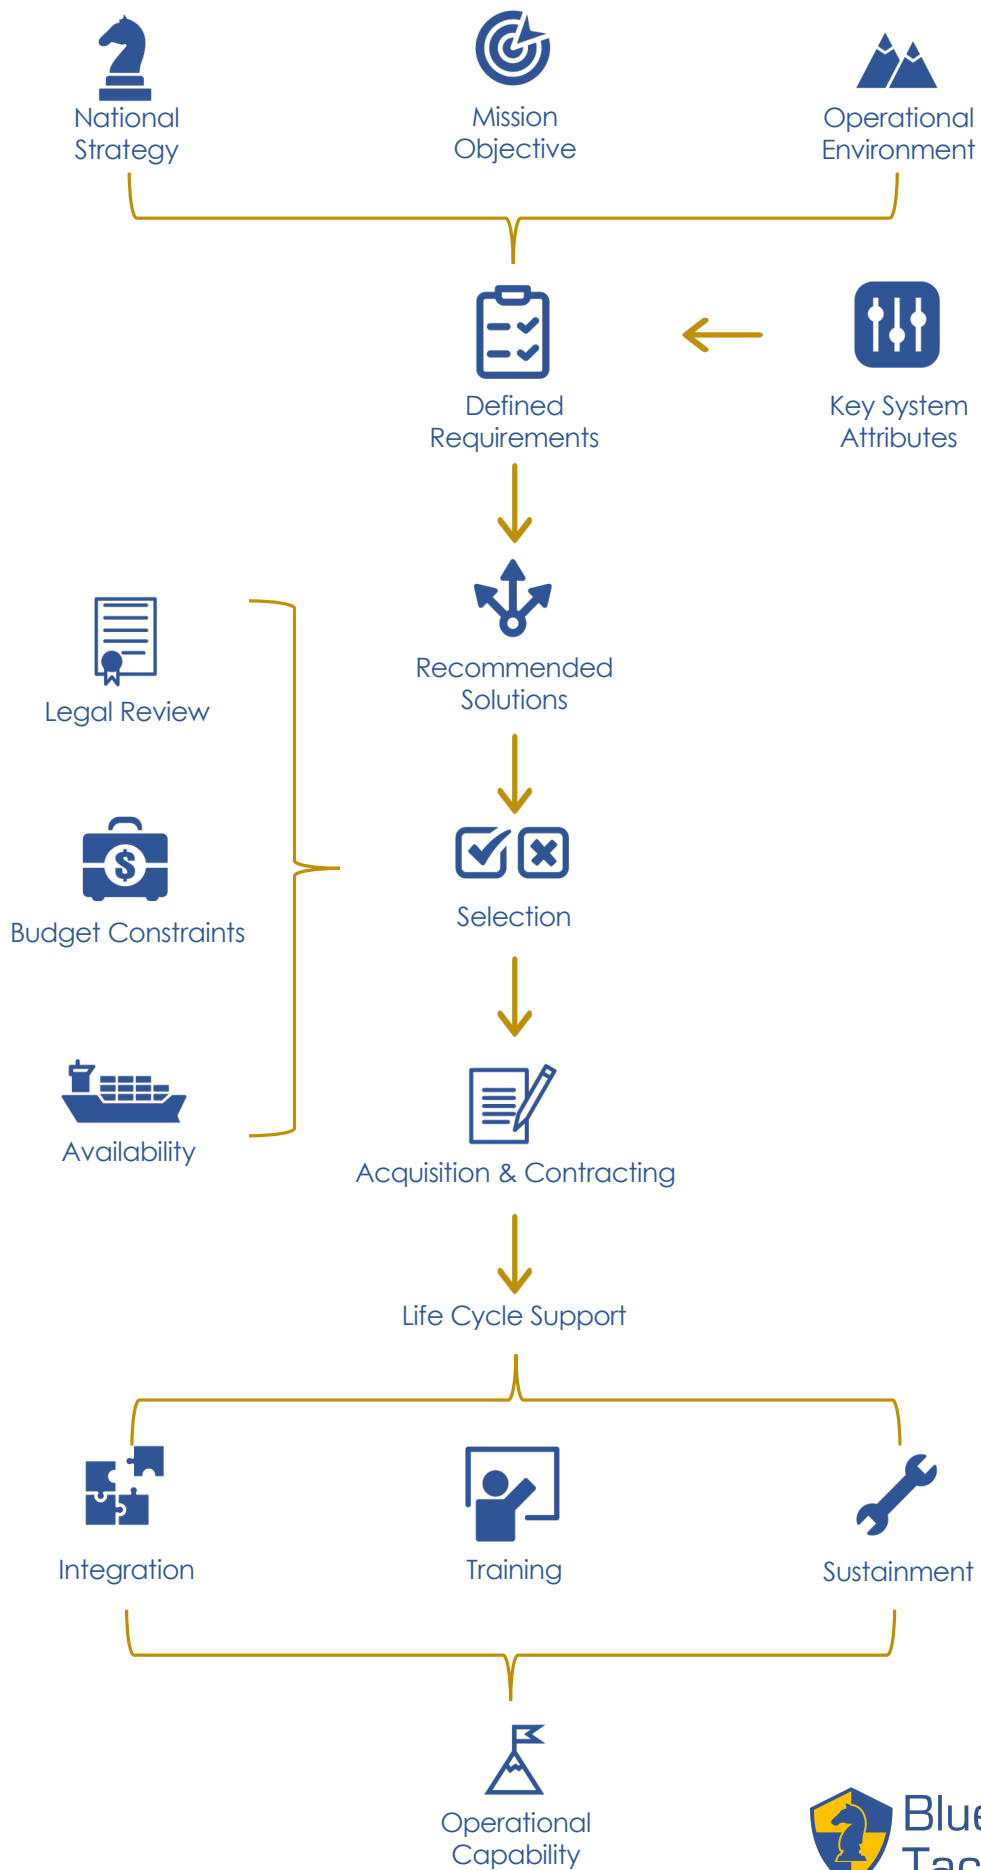 National
Strategy
Mission
Objective
Operational
Environment
Defined
Requirements
Key System
Attributes
Recommended
Solutions
Legal Review
$
Budget Constraints
Selection
Availability
Acquisition & Contracting
Life Cycle Support
Integration
Training
Sustainment
Operational
Capability
Blue